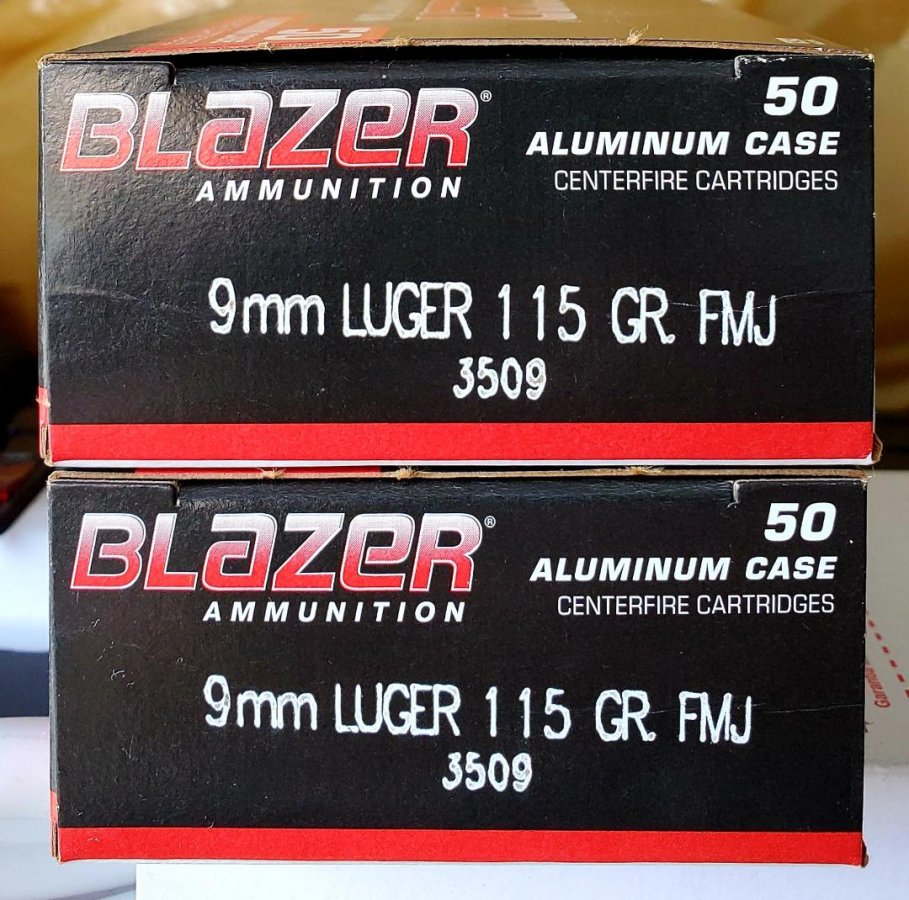 BLaZeR®
AMMUNITION
50
ALUMINUM CASE
CENTERFIRE CARTRIDGES
9mm LUGER 115 GR. FMJ
3509
BLaZeR®
AMMUNITION
50
ALUMINUM CASE
CENTERFIRE CARTRIDGES
9mm LUGER 115 GR. FMJ
3509